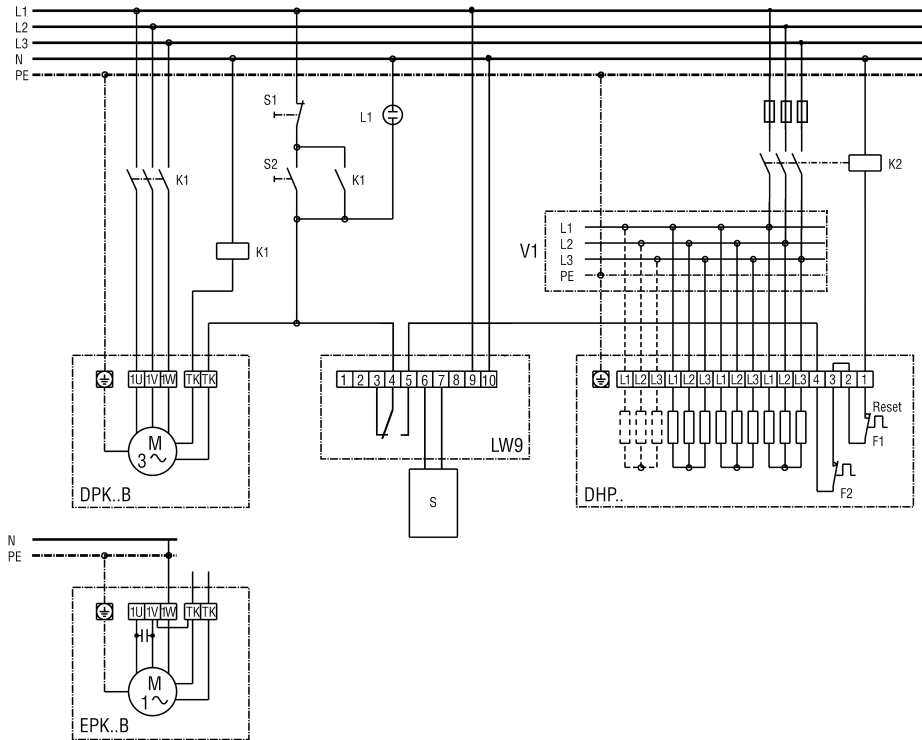 L1
L2
L3
N
PE
S1
L1
S2
K1
K1
K2
K1
V1
L1
L2
L3
PE
1U 1V 1W TK TK
1 2 3 4 5 6 7 8 9 10
L1 L2 L3 L1 L2 L3 L1 L2 L3 L1 L2 L3 4 3 2 1
Reset
F1
M
3
LW9
DPK..B
S
DHP..
F2
N
PE
1U 1V 1W TK TK
M
1
EPK..B